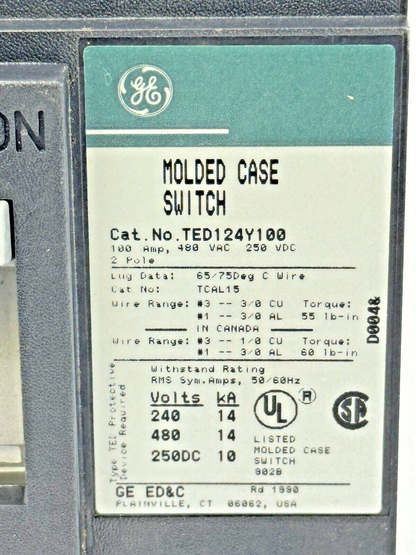 ON
GE
MOLDED CASE
SWITCH
Cat.No.TED124Y100
100 Amp, 480 VAC 250 VDC
2 Pole
Lug Data: 65/75Deg C Wire
Cat No: TCAL15
Wire Range: #3 -- 3/0 CU Torque:
#1 -- 3/0 AL 55 lb-in
IN CANADA
Wire Range: #3 -- 1/0 CU Torque:
#1 -- 3/0 AL 60 lb-in
D004&
Withstand Rating
RMS Sym.Amps, 50/60Hz
Type TEL Protective
Device Required
Volts kA
240 14
480 14
250DC 10
UL ®
LISTED
MOLDED CASE
SWITCH
902B
SA
GE ED&C Rd 1990
PLAINVILLE, CT 06062, USA